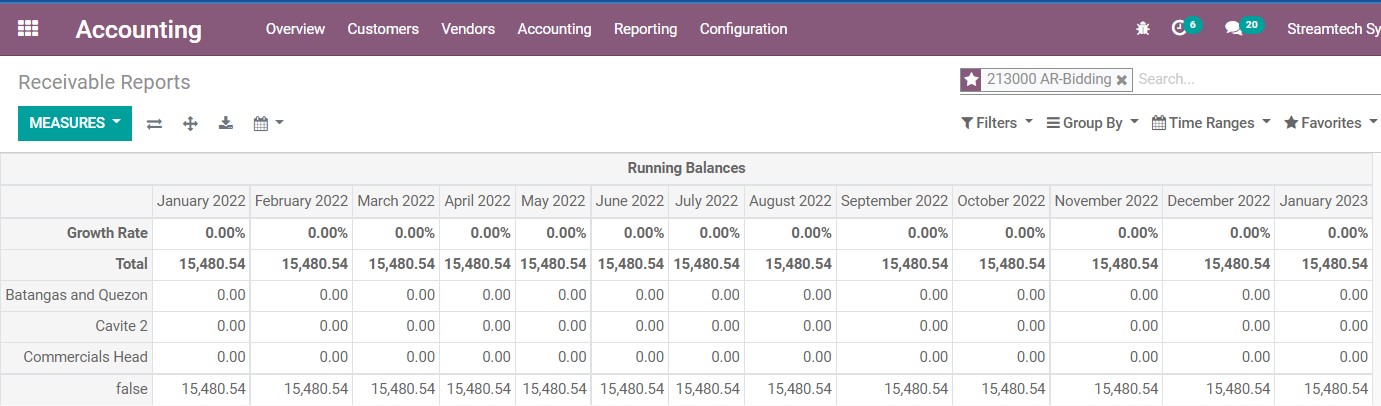 Accounting Overview Customers Vendors Accounting Reporting Configuration 6 20 Streamtech Sy
Receivable Reports 213000 AR-Bidding Search...
MEASURES Filters Group By Time Ranges Favorites
Running Balances
January 2022 February 2022 March 2022 April 2022 May 2022 June 2022 July 2022 August 2022 September 2022 October 2022 November 2022 December 2022 January 2023
Growth Rate 0.00% 0.00% 0.00% 0.00% 0.00% 0.00% 0.00% 0.00% 0.00% 0.00% 0.00% 0.00% 0.00%
Total 15,480.54 15,480.54 15,480.54 15,480.54 15,480.54 15,480.54 15,480.54 15,480.54 15,480.54 15,480.54 15,480.54 15,480.54 15,480.54
Batangas and Quezon 0.00 0.00 0.00 0.00 0.00 0.00 0.00 0.00 0.00 0.00 0.00 0.00 0.00
Cavite 2 0.00 0.00 0.00 0.00 0.00 0.00 0.00 0.00 0.00 0.00 0.00 0.00 0.00
Commercials Head 0.00 0.00 0.00 0.00 0.00 0.00 0.00 0.00 0.00 0.00 0.00 0.00 0.00
false 15,480.54 15,480.54 15,480.54 15,480.54 15,480.54 15,480.54 15,480.54 15,480.54 15,480.54 15,480.54 15,480.54 15,480.54 15,480.54